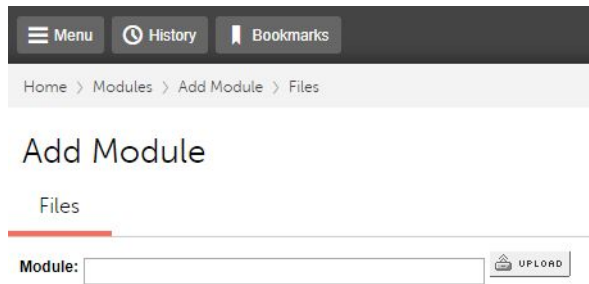 Menu History Bookmarks
Home > Modules > Add Module > Files
Add Module
Files
Module: UPLOAD